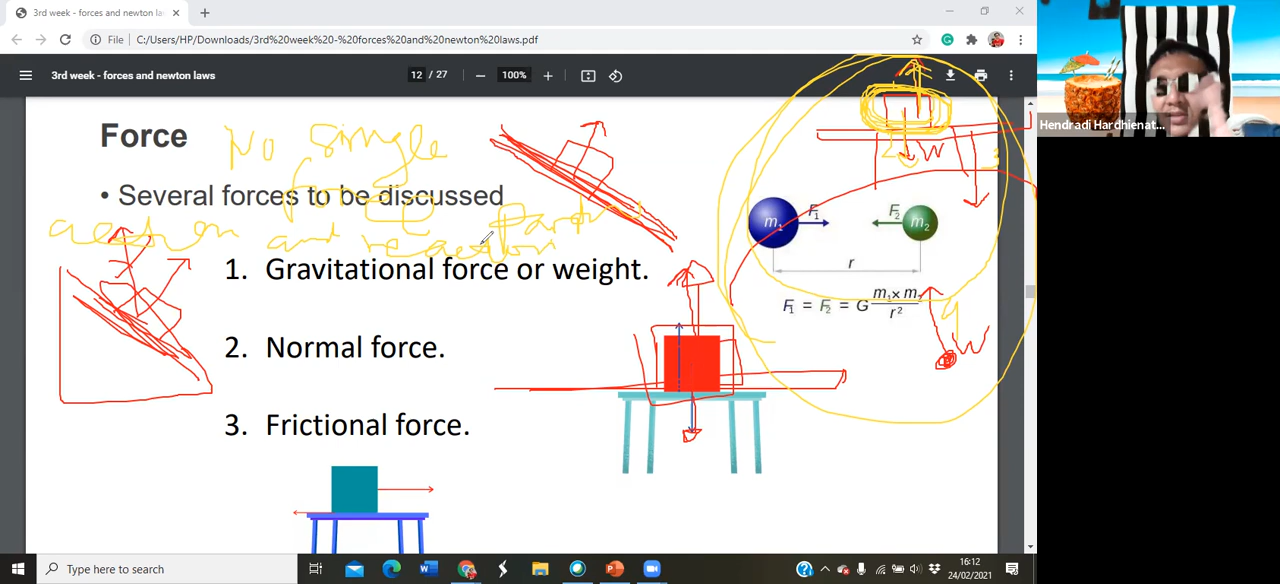 3rd week - forces and newton laws
File
C:/Users/HP/Downloads/3rd%20week%20-%20forces%20and%20newton%20laws.pdf
3rd week - forces and newton laws
12 / 27
100%
Hendradi Hardhienat...
Force
No single
force
• Several forces to be discussed
action and reaction
1. Gravitational force or weight.
2. Normal force.
3. Frictional force.
W
m₁
F₁
F₂
m₂
r
F₁ = F₂ = G m₁ × m₂ / r²
W
Type here to search
16:12
24/02/2021